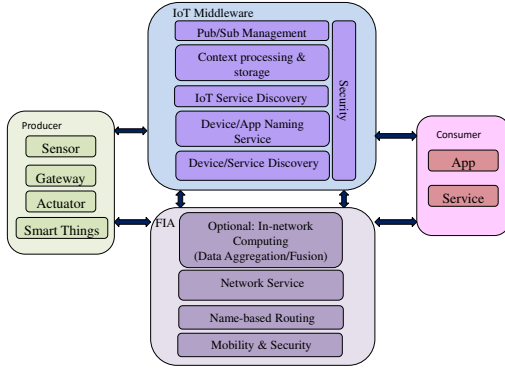 IoT Middleware
Pub/Sub Management
Context processing &
storage
IoT Service Discovery
Device/App Naming
Service
Device/Service Discovery
Security
Producer
Sensor
Gateway
Actuator
Smart Things
Consumer
App
Service
FIA
Optional: In-network
Computing
(Data Aggregation/Fusion)
Network Service
Name-based Routing
Mobility & Security